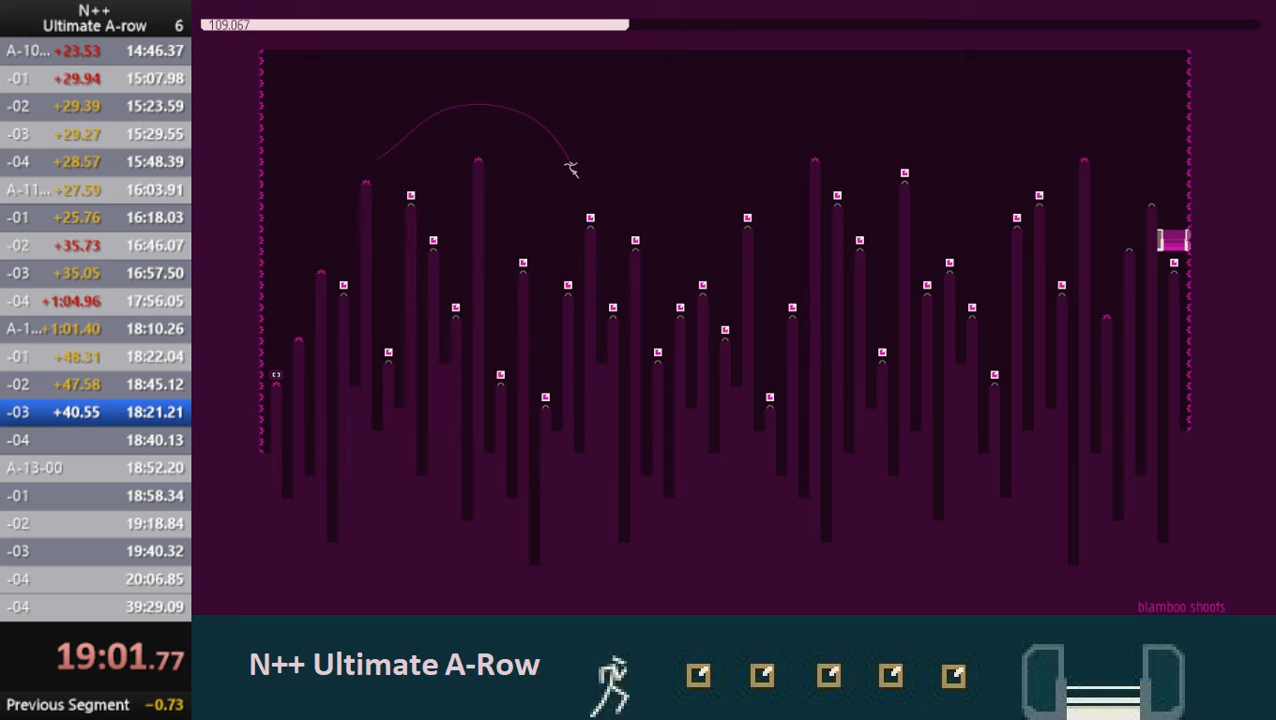 N++
Ultimate A-row 6
A-10... +23.53 14:46.37
-01 +29.94 15:07.98
-02 +29.39 15:23.59
-03 +29.27 15:29.55
-04 +28.57 15:48.39
A-11... +27.59 16:03.91
-01 +25.76 16:18.03
-02 +35.73 16:46.07
-03 +35.05 16:57.50
-04 +1:04.96 17:56.05
A-1... +1:01.40 18:10.26
-01 +48.31 18:22.04
-02 +47.58 18:45.12
-03 +40.55 18:21.21
-04 18:40.13
A-13-00 18:52.20
-01 18:58.34
-02 19:18.84
-03 19:40.32
-04 20:06.85
-04 39:29.09
19:01.77
Previous Segment -0.73
109.067
blamboo shoots
N++ Ultimate A-Row